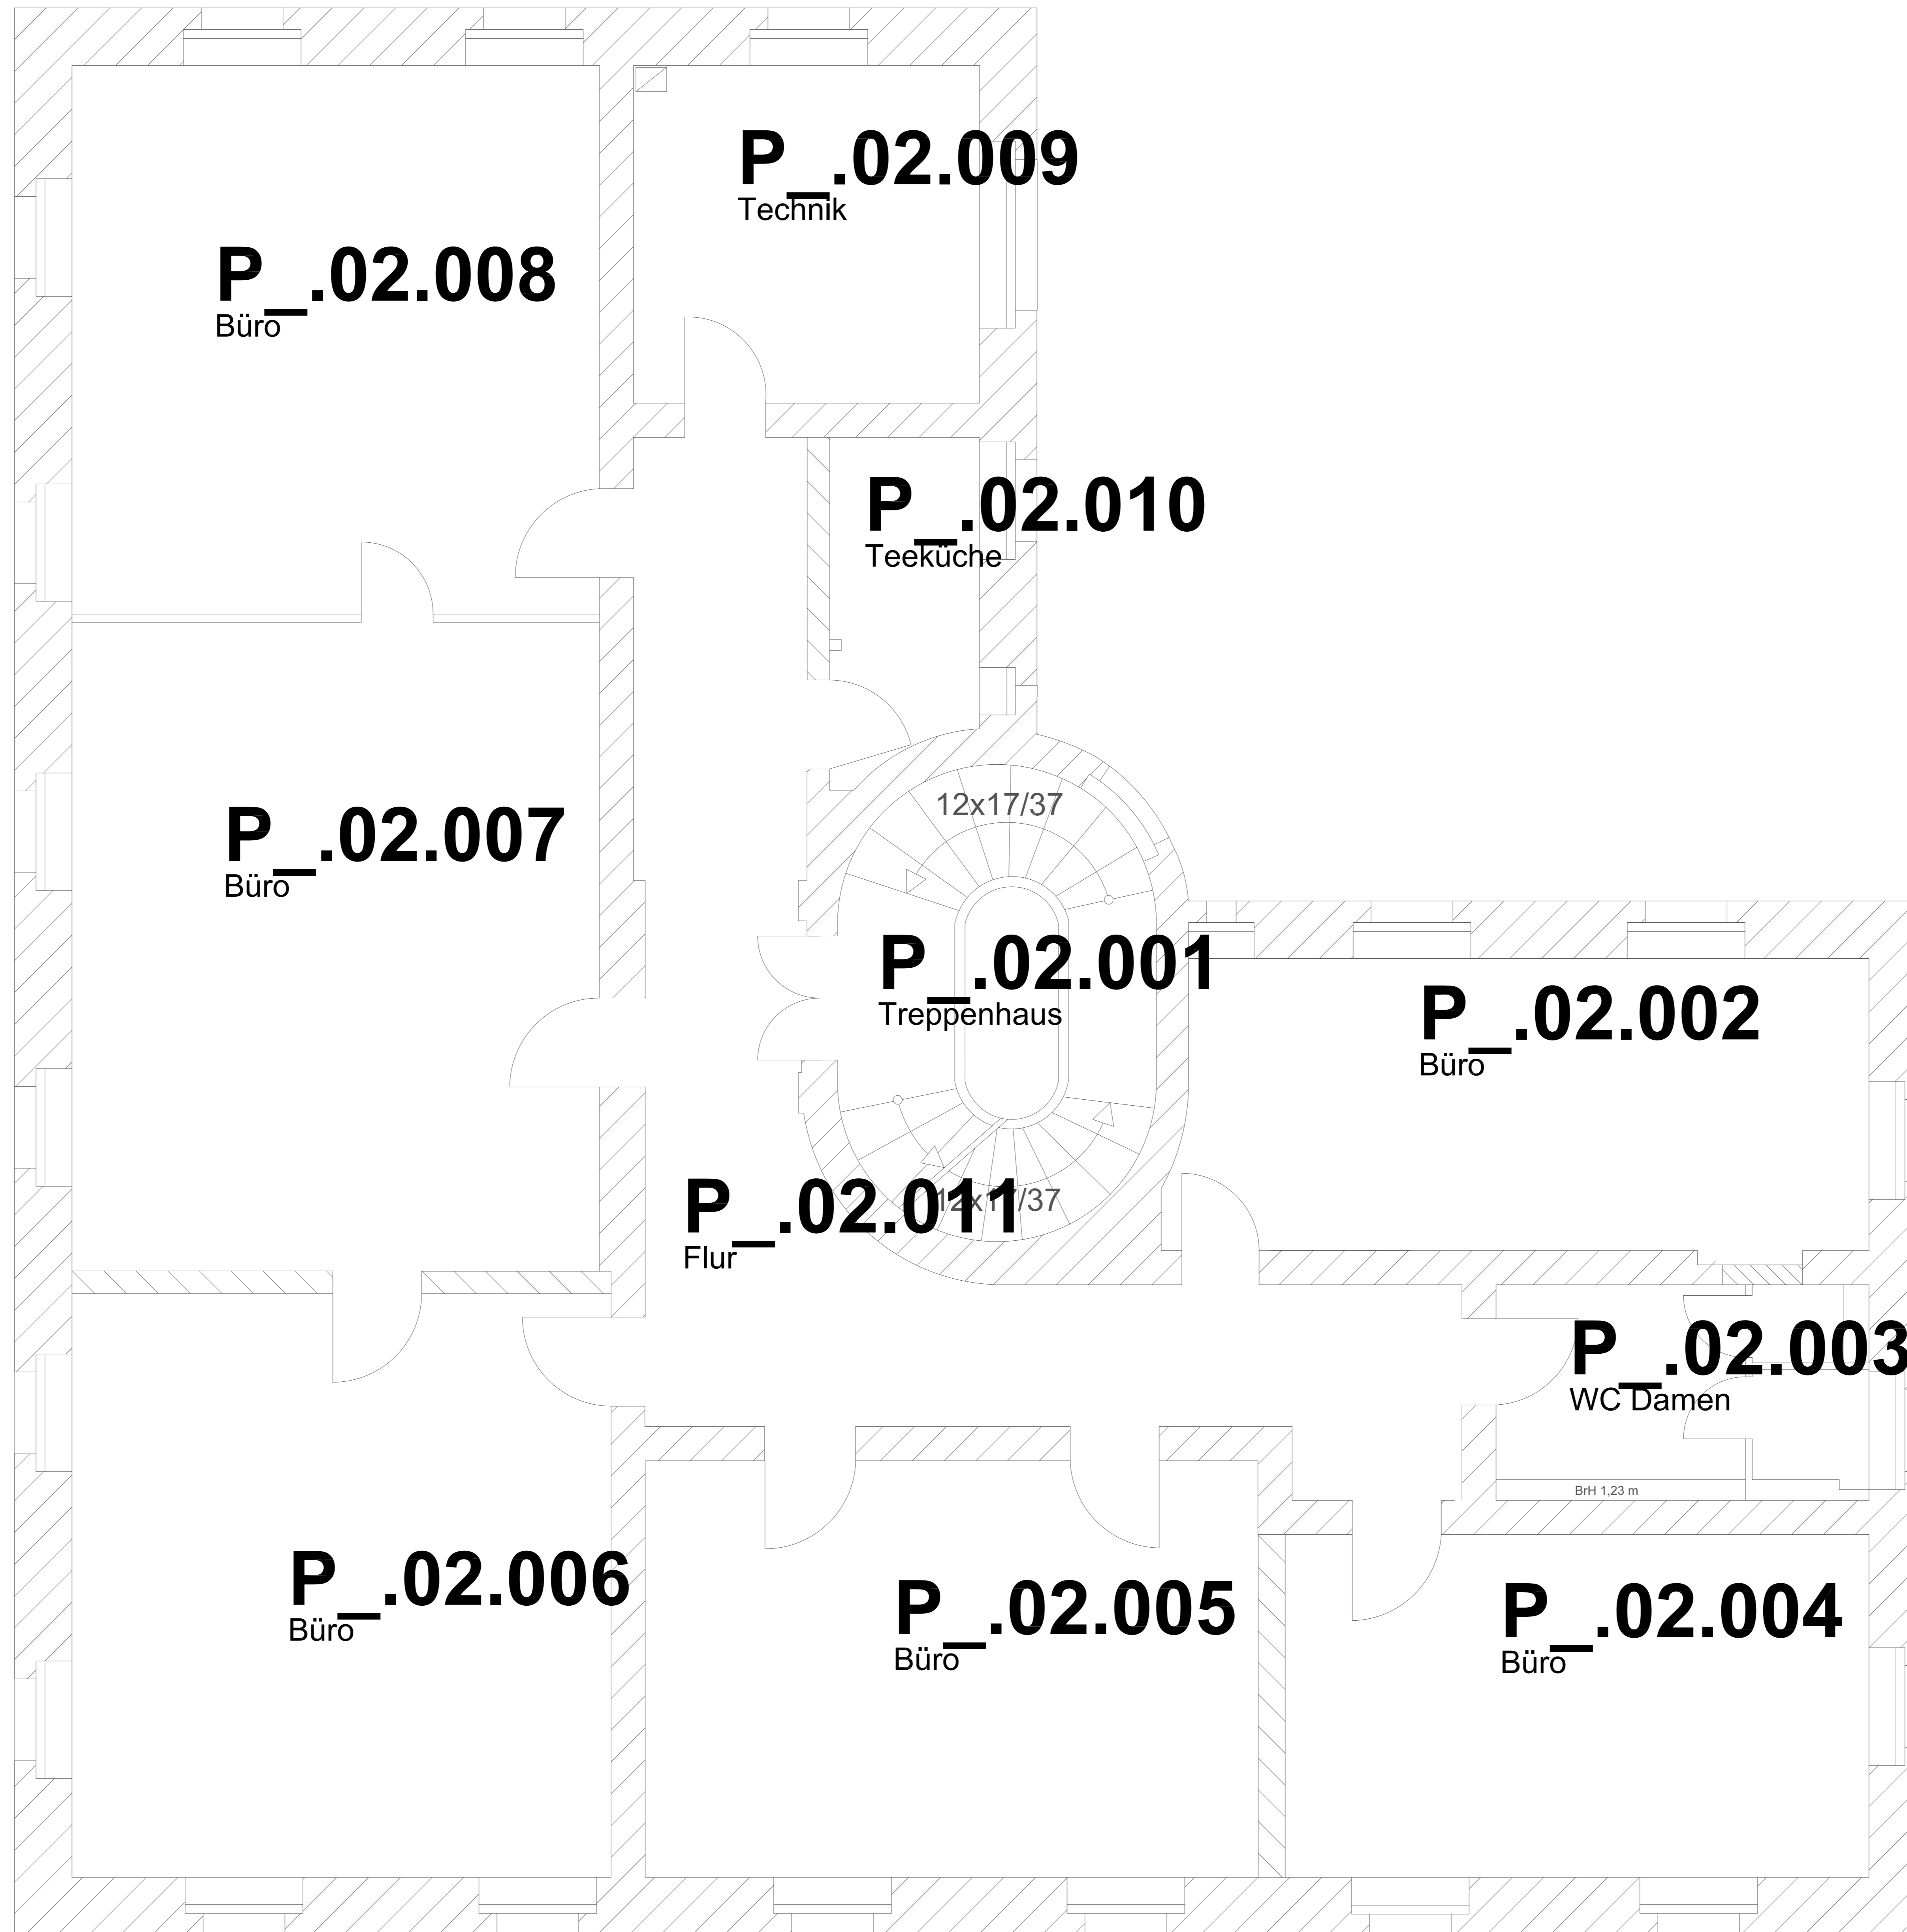 P_.02.009
Technik
P_.02.008
Büro
P_.02.010
Teeküche
12x17/37
P_.02.007
Büro
P_.02.001
Treppenhaus
P_.02.002
Büro
P_.02.011
Flur
12x17/37
P_.02.003
WC Damen
BrH 1,23 m
P_.02.006
Büro
P_.02.005
Büro
P_.02.004
Büro